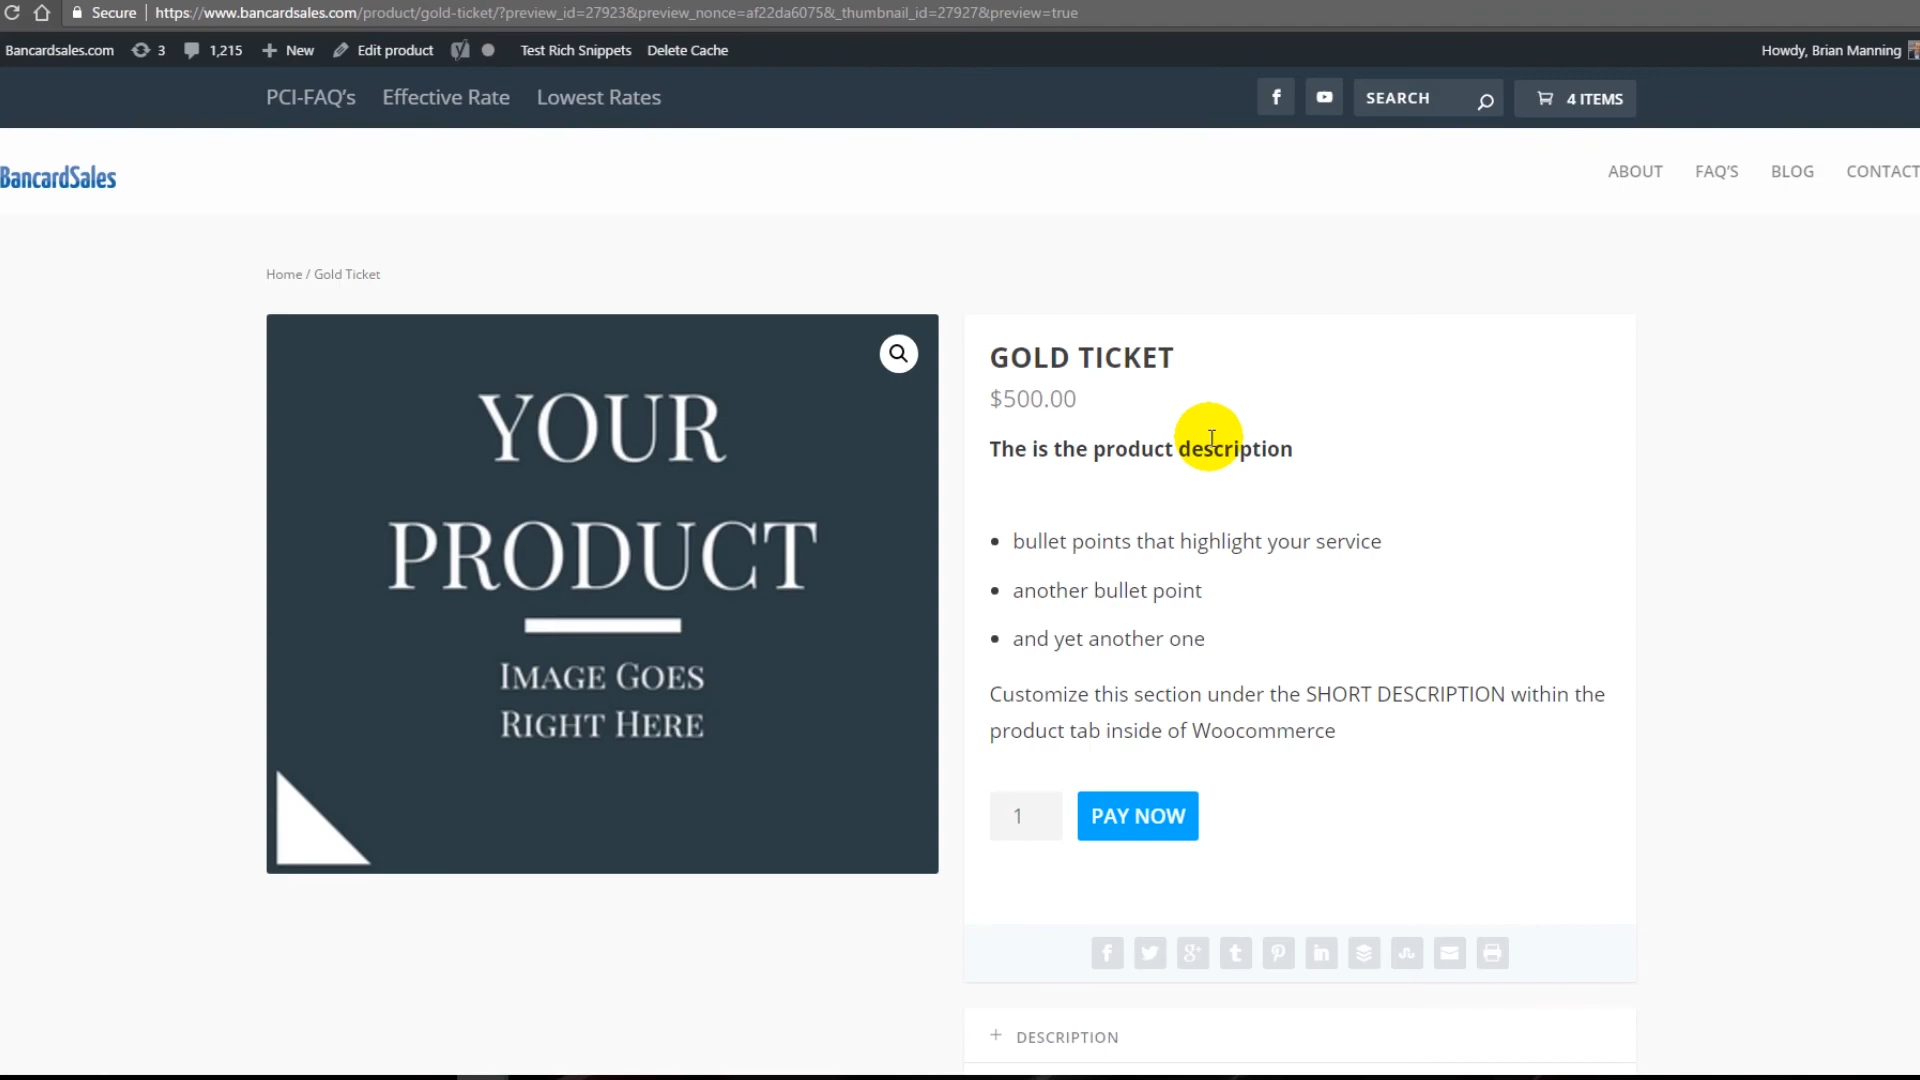 Secure https://www.bancardsales.com/product/gold-ticket/?preview_id=27923&preview_nonce=af22da6075&_thumbnail_id=27927&preview=true
Bancardsales.com 3 1,215 New Edit product Test Rich Snippets Delete Cache Howdy, Brian Manning
PCI-FAQ's Effective Rate Lowest Rates SEARCH 4 ITEMS
BancardSales ABOUT FAQ'S BLOG CONTACT
Home / Gold Ticket
YOUR
PRODUCT
IMAGE GOES
RIGHT HERE
GOLD TICKET
$500.00
The is the product description
• bullet points that highlight your service
• another bullet point
• and yet another one
Customize this section under the SHORT DESCRIPTION within the
product tab inside of Woocommerce
1 PAY NOW
+ DESCRIPTION